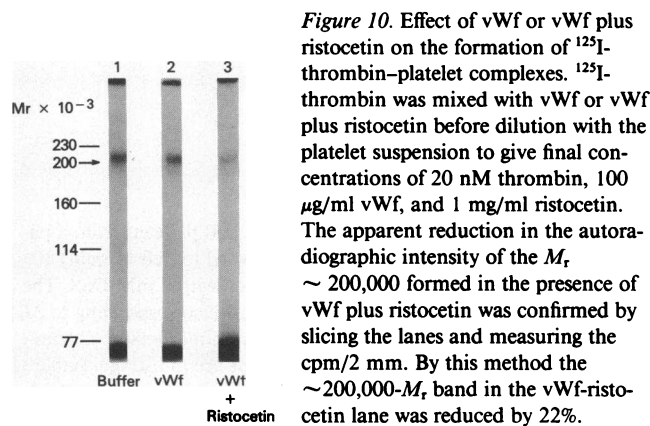 1 2 3
Mr × 10⁻³
230
200
160
114
77
Buffer vWf vWf
+
Ristocetin
Figure 10. Effect of vWf or vWf plus
ristocetin on the formation of ¹²⁵I-
thrombin–platelet complexes. ¹²⁵I-
thrombin was mixed with vWf or vWf
plus ristocetin before dilution with the
platelet suspension to give final con-
centrations of 20 nM thrombin, 100
μg/ml vWf, and 1 mg/ml ristocetin.
The apparent reduction in the autora-
diographic intensity of the Mr
~ 200,000 formed in the presence of
vWf plus ristocetin was confirmed by
slicing the lanes and measuring the
cpm/2 mm. By this method the
~200,000-Mr band in the vWf-risto-
cetin lane was reduced by 22%.